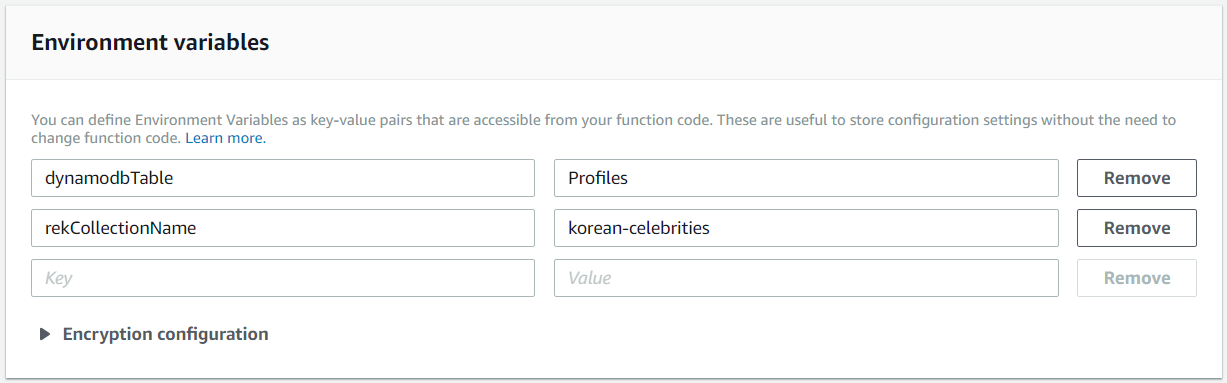 Environment variables
You can define Environment Variables as key-value pairs that are accessible from your function code. These are useful to store configuration settings without the need to
change function code. Learn more.
dynamodbTable Profiles Remove
rekCollectionName korean-celebrities Remove
Key Value Remove
Encryption configuration